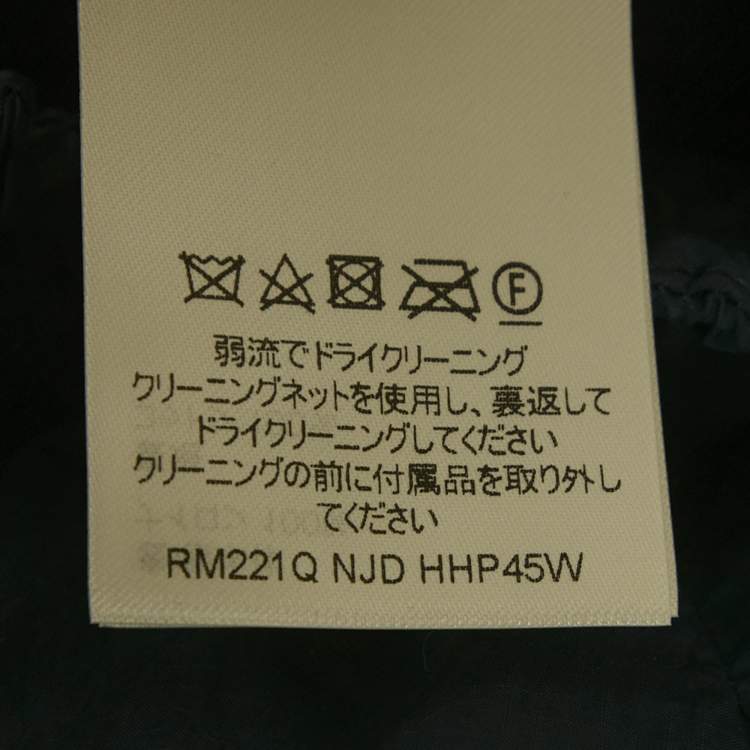 F
弱流でドライクリーニング
クリーニングネットを使用し、裏返して
ドライクリーニングしてください
クリーニングの前に付属品を取り外し
てください
RM221Q NJD HHP45W